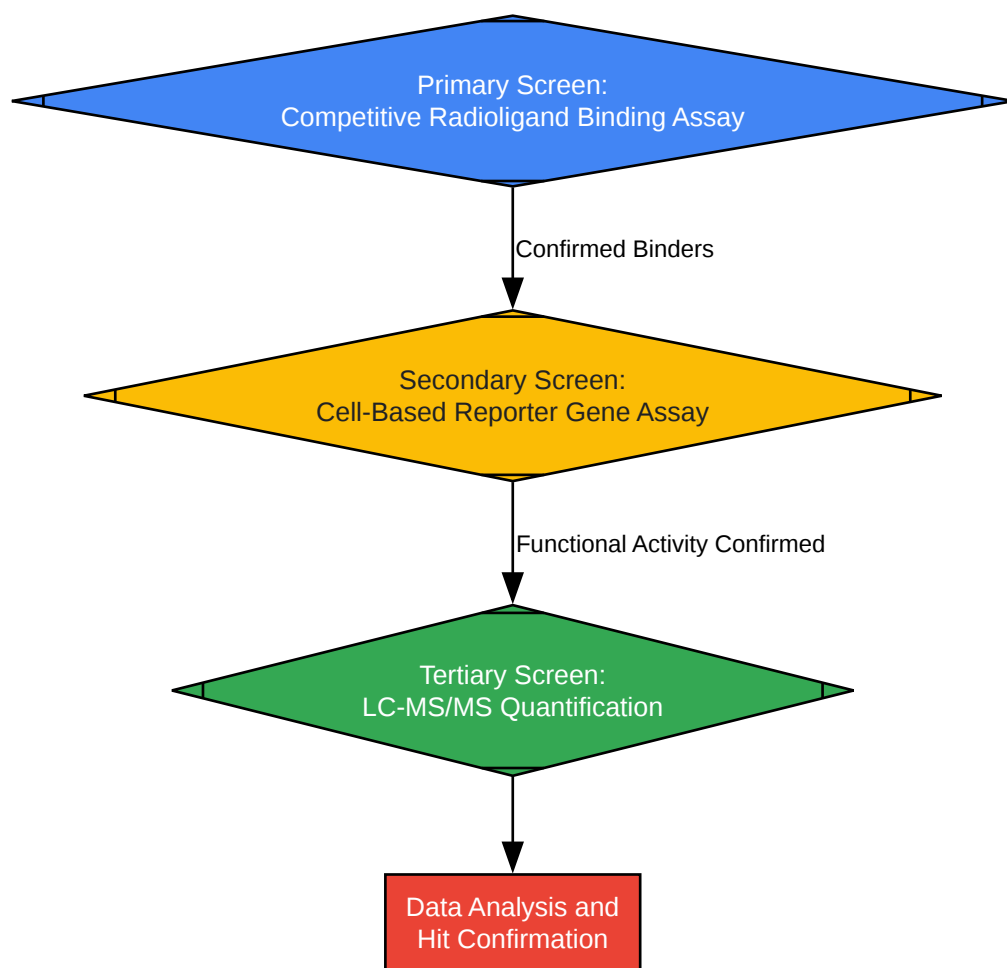 Primary Screen:
Competitive Radioligand Binding Assay
Confirmed Binders
Secondary Screen:
Cell-Based Reporter Gene Assay
Functional Activity Confirmed
Tertiary Screen:
LC-MS/MS Quantification
Data Analysis and
Hit Confirmation